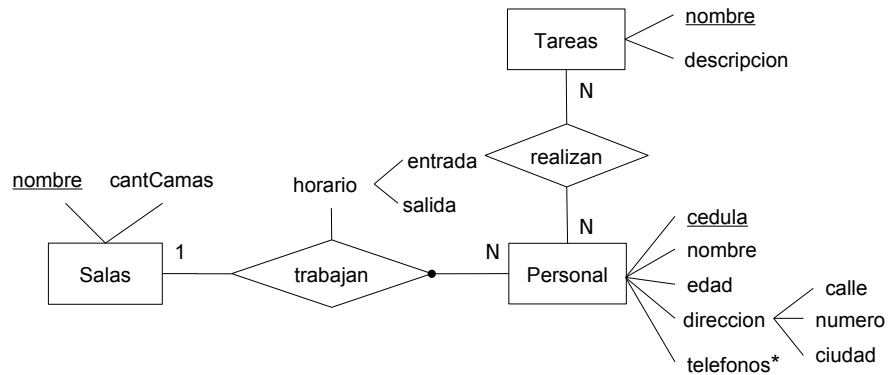 nombre
Tareas
descripcion
N
realizan
entrada
nombre
cantCamas
horario
salida
N
cedula
1
N
nombre
Salas
trabajan
Personal
edad
calle
direccion
numero
ciudad
telefonos*